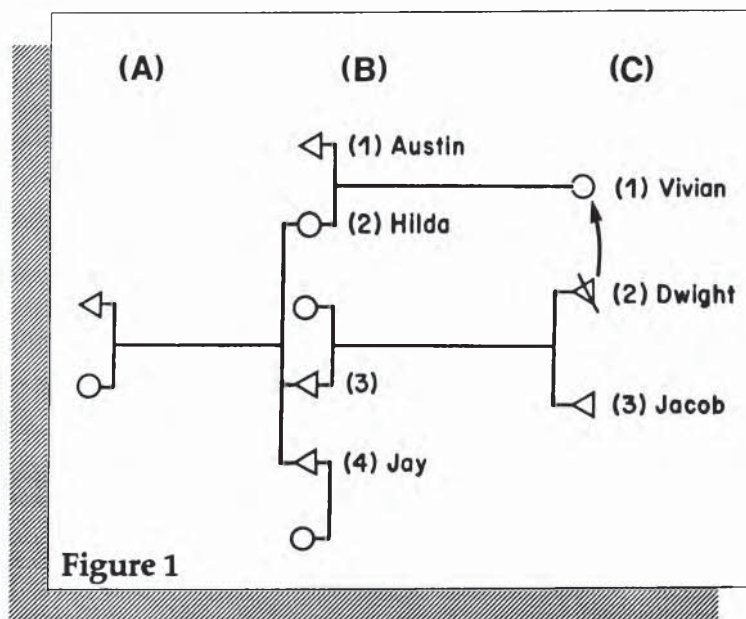 (A) (B) (C)
(1) Austin
(1) Vivian
(2) Hilda
(2) Dwight
(3)
(3) Jacob
(4) Jay
Figure 1